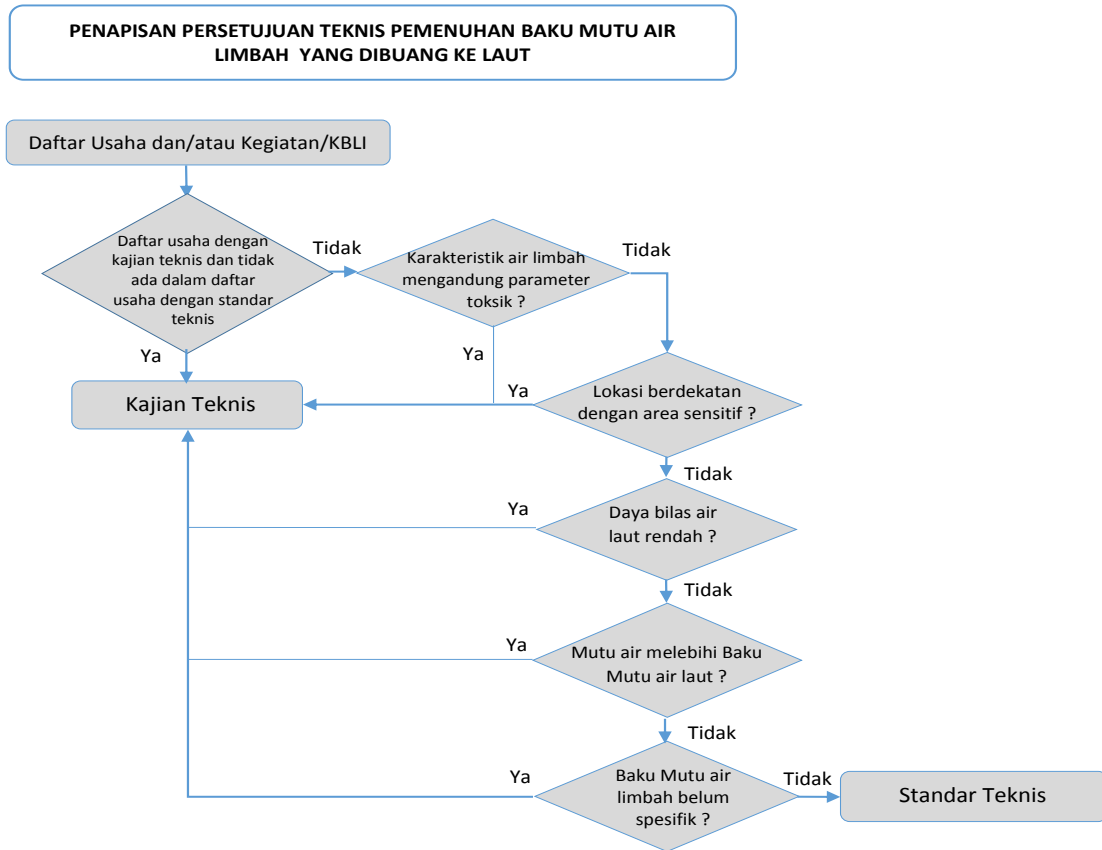 PENAPISAN PERSETUJUAN TEKNIS PEMENUHAN BAKU MUTU AIR
LIMBAH YANG DIBUANG KE LAUT
Daftar Usaha dan/atau Kegiatan/KBLI
Daftar usaha dengan
kajian teknis dan tidak
ada dalam daftar
usaha dengan standar
teknis
Tidak
Karakteristik air limbah
mengandung parameter
toksik ?
Tidak
Ya
Ya
Kajian Teknis
Ya
Lokasi berdekatan
dengan area sensitif ?
Tidak
Ya
Daya bilas air
laut rendah ?
Tidak
Ya
Mutu air melebihi Baku
Mutu air laut ?
Tidak
Ya
Baku Mutu air
limbah belum
spesifik ?
Tidak
Standar Teknis